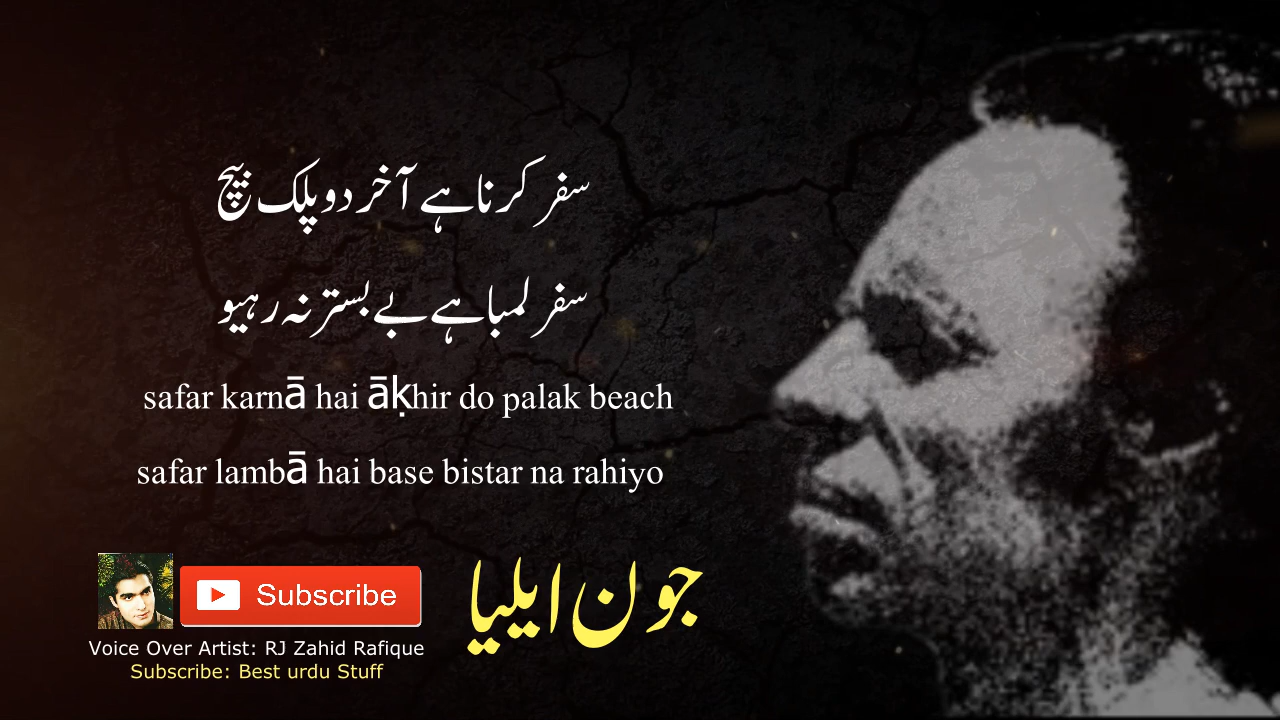 سفر کرنا ہے آخر دو پلک بیچ
سفر لمبا ہے بے بستر نہ رہیو
safar karnā hai āḳhir do palak beach
safar lambā hai base bistar na rahiyo
جون ایلیا
Subscribe
Voice Over Artist: RJ Zahid Rafique
Subscribe: Best urdu Stuff